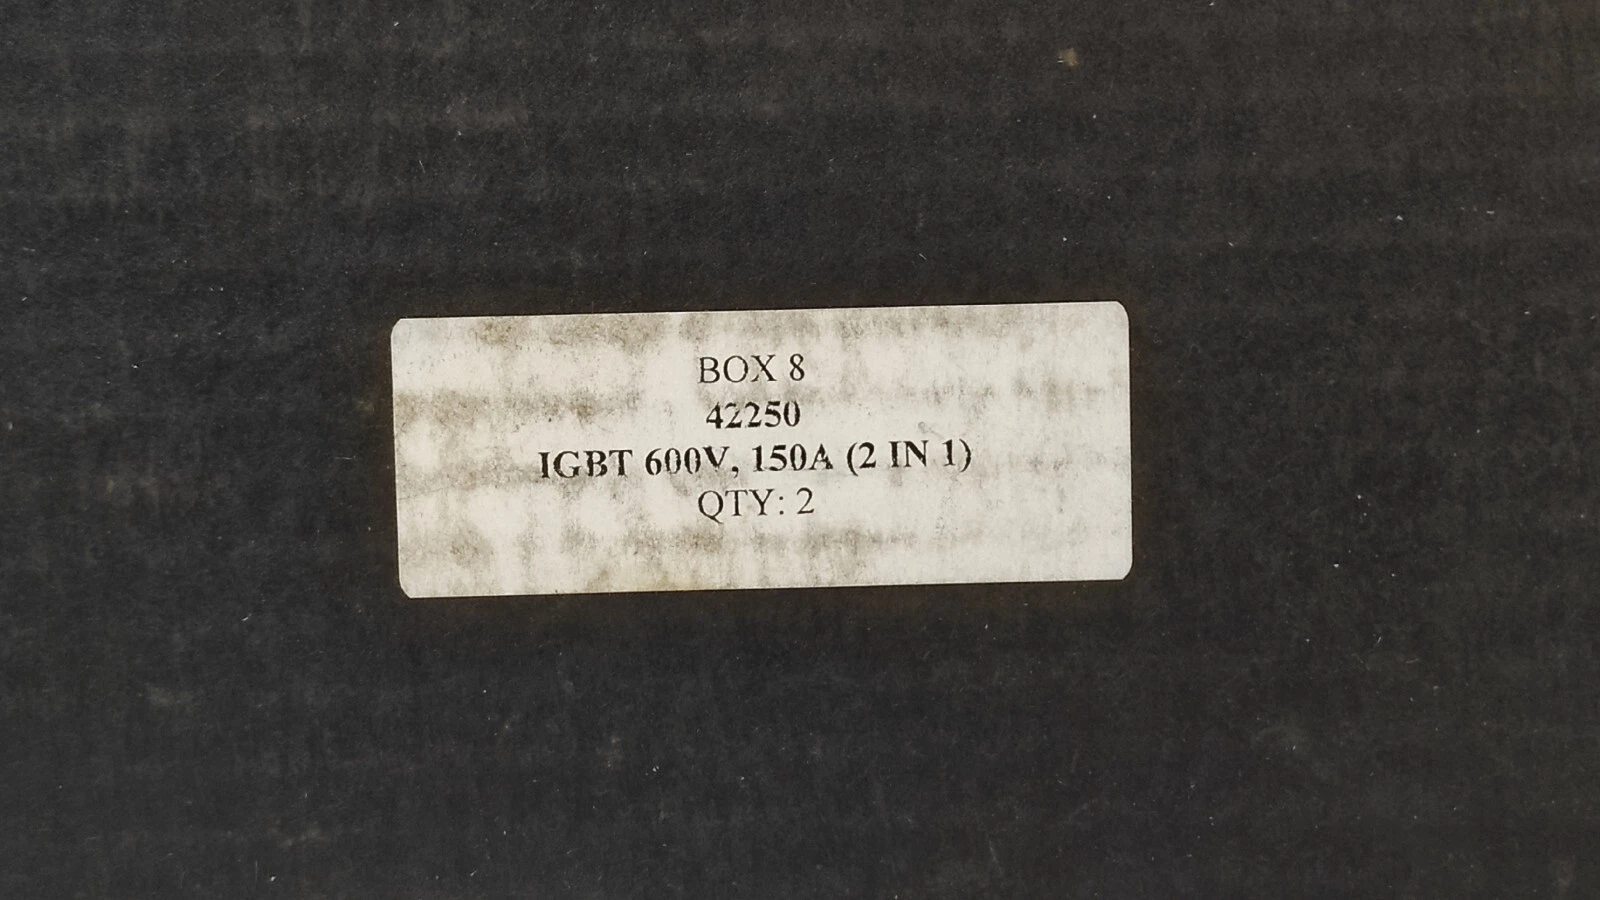 BOX 8
42250
IGBT 600V, 150A (2 IN 1)
QTY: 2